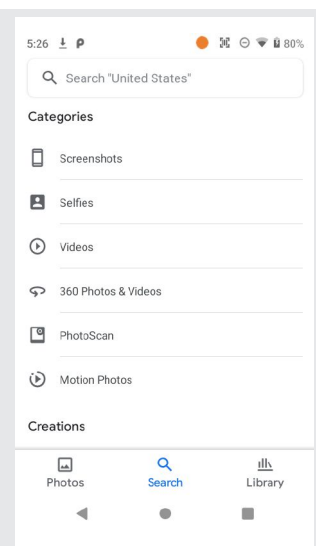 5:26 80%
Search "United States"
Categories
Screenshots
Selfies
Videos
360 Photos & Videos
PhotoScan
Motion Photos
Creations
Photos Search Library